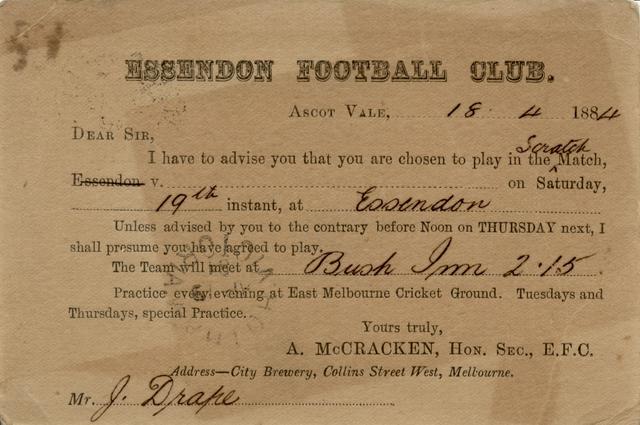 ESSENDON FOOTBALL CLUB.
ASCOT VALE, 18 4 1884
DEAR SIR,
I have to advise you that you are chosen to play in the Scratch Match,
Essendon v. on Saturday,
19th instant, at Essendon
Unless advised by you to the contrary before Noon on THURSDAY next, I
shall presume you have agreed to play.
The Team will meet at Bush Inn 2.15.
Practice every evening at East Melbourne Cricket Ground. Tuesdays and
Thursdays, special Practice.
Yours truly,
A. McCRACKEN, HON. SEC., E.F.C.
Address—City Brewery, Collins Street West, Melbourne.
Mr. J. Drape